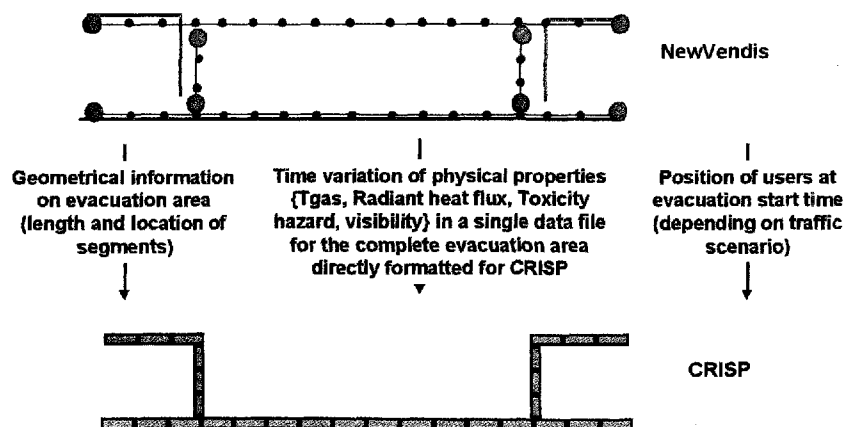 NewVendis
Geometrical information
on evacuation area
(length and location of
segments)
Time variation of physical properties
{Tgas, Radiant heat flux, Toxicity
hazard, visibility} in a single data file
for the complete evacuation area
directly formatted for CRISP
Position of users at
evacuation start time
(depending on traffic
scenario)
CRISP